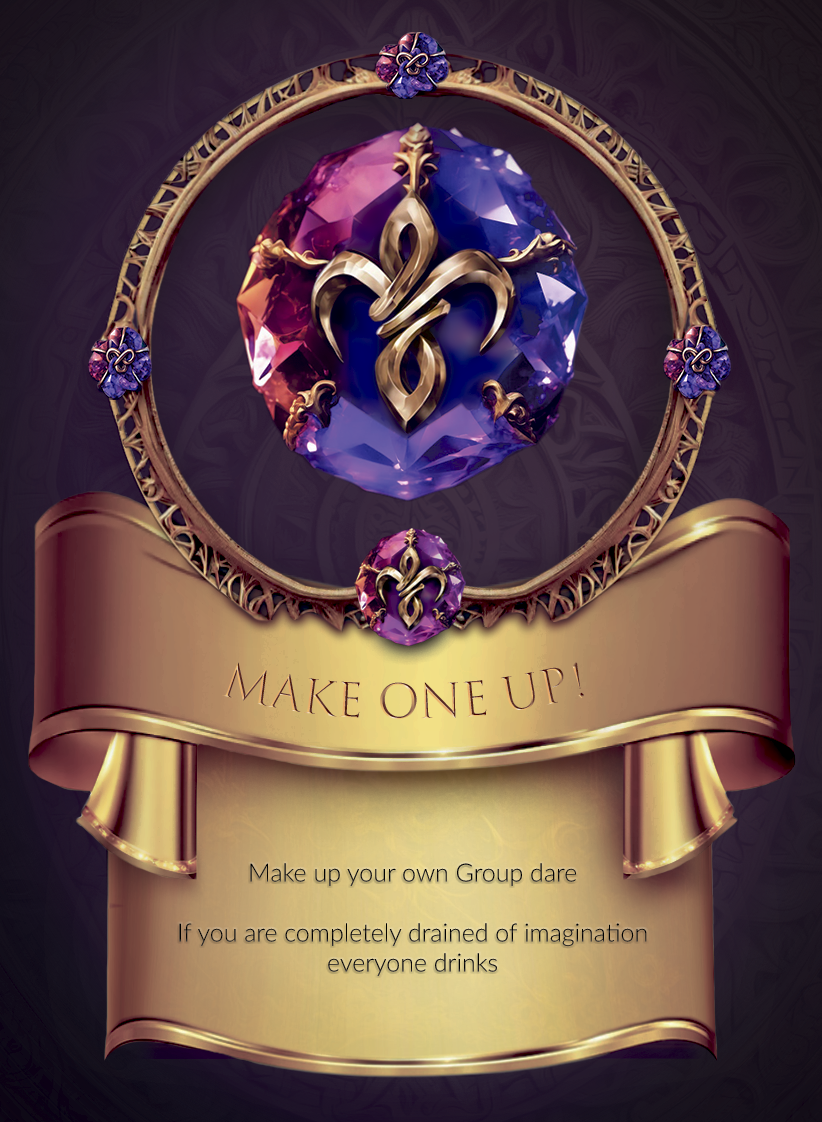 MAKE ONE UP!
Make up your own Group dare
If you are completely drained of imagination
everyone drinks